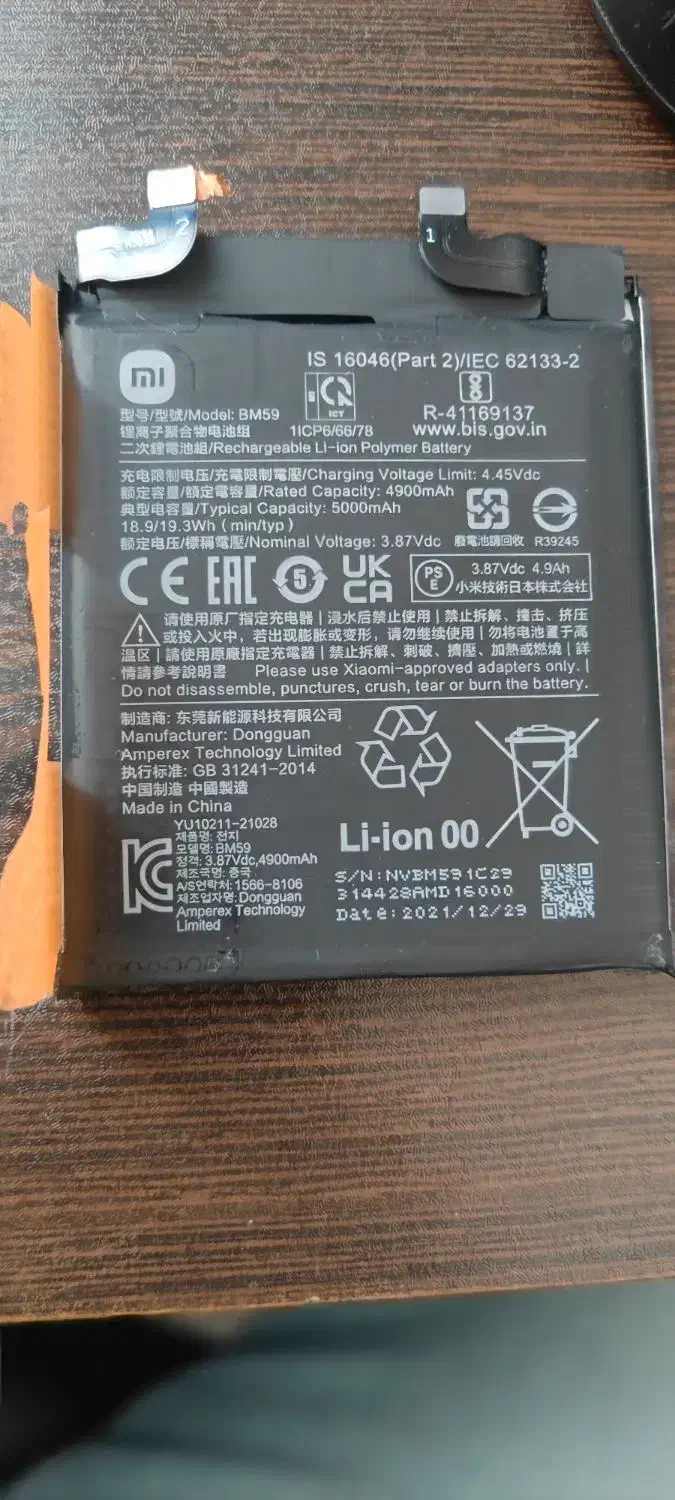 2
1
IS 16046(Part 2)/IEC 62133-2
mi
CR
ICT
型号/型號/Model: BM59
1ICP6/66/78
R-41169137
锂离子聚合物电池组
www.bis.gov.in
二次鋰電池組/Rechargeable Li-ion Polymer Battery
充电限制电压/充電限制電壓/Charging Voltage Limit: 4.45Vdc
额定容量/額定電容量/Rated Capacity: 4900mAh
典型电容量/Typical Capacity: 5000mAh
18.9/19.3Wh (min/typ)
额定电压/標稱電壓/Nominal Voltage: 3.87Vdc
廢電池請回收
R39245
CE EAC 5 UK CA
PS E
3.87Vdc 4.9Ah
小米技術日本株式会社
请使用原厂指定充电器 | 浸水后禁止使用 | 禁止拆解、撞击、挤压
或投入火中，若出现膨胀或变形，请勿继续使用 | 勿将电池置于高
温区 | 請使用原廠指定充電器 | 禁止拆解、刺破、擠壓、加熱或燃燒 | 詳
情請參考說明書 Please use Xiaomi-approved adapters only. |
Do not disassemble, punctures, crush, tear or burn the battery.
制造商: 东莞新能源科技有限公司
Manufacturer: Dongguan
Amperex Technology Limited
执行标准: GB 31241-2014
中国制造 中國製造
Made in China
YU10211-21028
제품명: 전지
모델명: BM59
정격: 3.87Vdc,4900mAh
제조국명: 중국
A/S연락처: 1566-8106
제조업자명: Dongguan
Amperex Technology
Limited
KC
Li-ion 00
S/N: NVBM591C29
314428AMD16000
Date: 2021/12/29